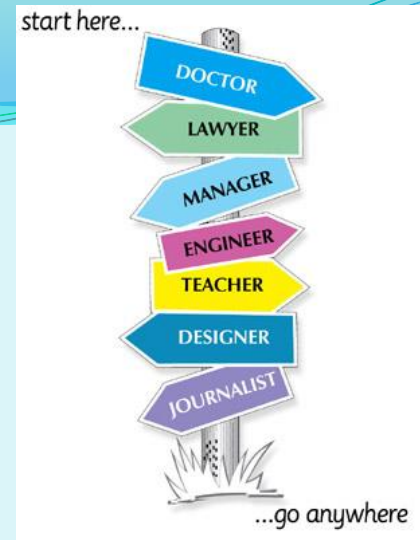 start here...
DOCTOR
LAWYER
MANAGER
ENGINEER
TEACHER
DESIGNER
JOURNALIST
...go anywhere